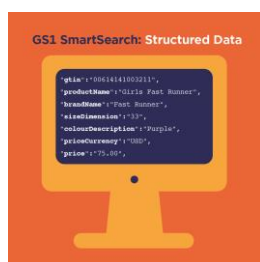 GS1 SmartSearch: Structured Data
"gtin":"00614141003211",
"productName":"Girls Fast Runner",
"brandName":"Fast Runner",
"sizeDimension":"33",
"colourDescription":"Purple",
"priceCurrency":"USD",
"price":"75.00",